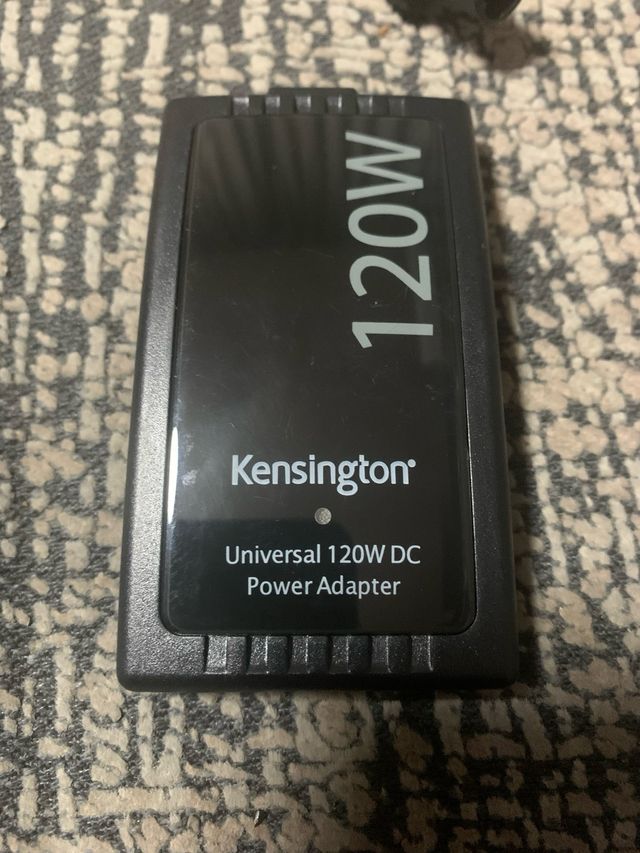 120W
Kensington
Universal 120W DC
Power Adapter